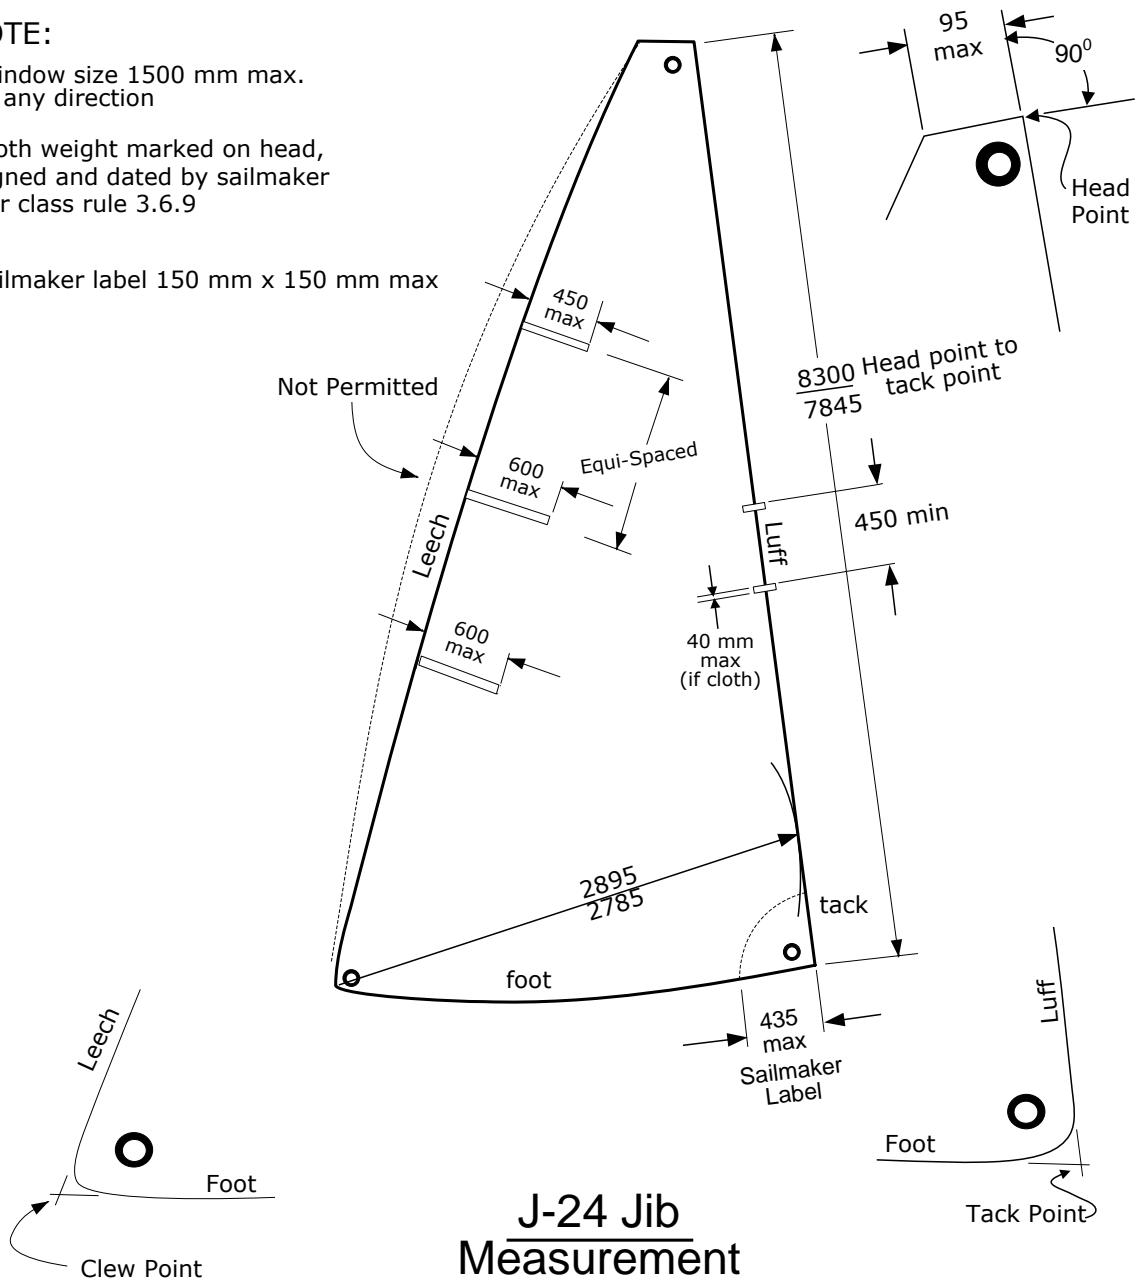 OTE:
indow size 1500 mm max.
any direction
oth weight marked on head,
gned and dated by sailmaker
r class rule 3.6.9
ilmaker label 150 mm x 150 mm max
95
max
90⁰
Head
Point
450
max
Not Permitted
8300
7845
Head point to
tack point
600
max
Equi-Spaced
Leech
Luff
450 min
600
max
40 mm
max
(if cloth)
2895
2785
tack
foot
435
max
Sailmaker
Label
Leech
Foot
Clew Point
Luff
Foot
Tack Point
J-24 Jib
Measurement